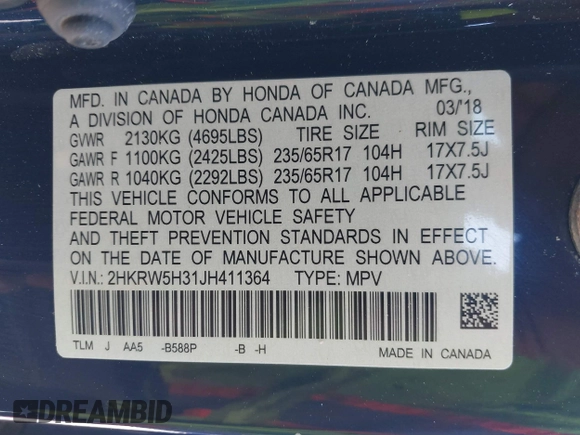 MFD. IN CANADA BY HONDA OF CANADA MFG.,
A DIVISION OF HONDA CANADA INC. 03/'18
GVWR 2130KG (4695LBS) TIRE SIZE RIM SIZE
GAWR F 1100KG (2425LBS) 235/65R17 104H 17X7.5J
GAWR R 1040KG (2292LBS) 235/65R17 104H 17X7.5J
THIS VEHICLE CONFORMS TO ALL APPLICABLE
FEDERAL MOTOR VEHICLE SAFETY
AND THEFT PREVENTION STANDARDS IN EFFECT
ON THE DATE OF MANUFACTURE SHOWN ABOVE.
V.I.N.: 2HKRW5H31JH411364 TYPE: MPV
TLM J AA5 -B588P -B -H MADE IN CANADA
DREAMBID